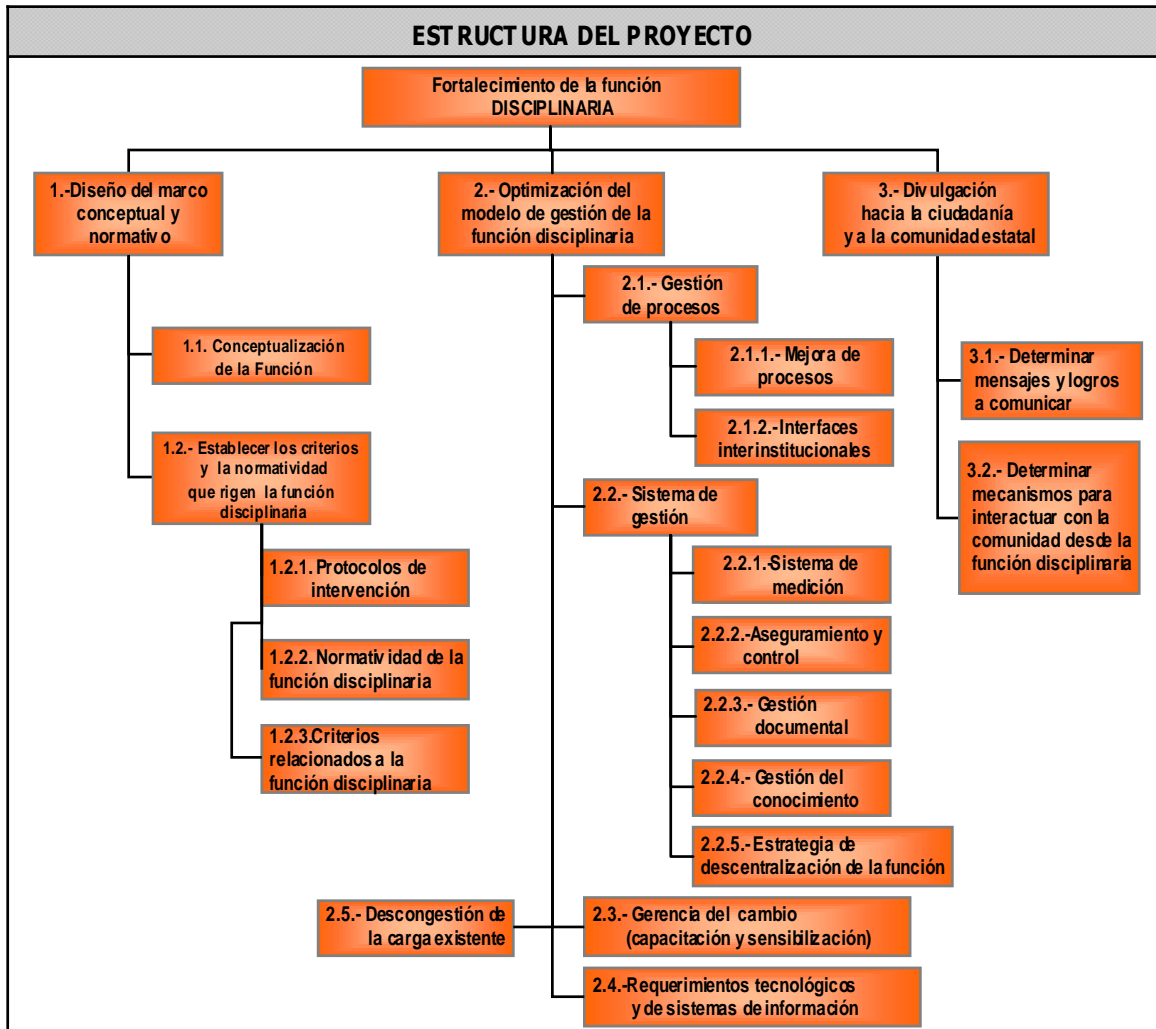 ESTRUCTURA DEL PROYECTO
Fortalecimiento de la función
DISCIPLINARIA
1.-Diseño del marco
conceptual y
normativo
1.1. Conceptualización
de la Función
1.2.- Establecer los criterios
y la normatividad
que rigen la función
disciplinaria
1.2.1. Protocolos de
intervención
1.2.2. Normatividad de la
función disciplinaria
1.2.3.Criterios
relacionados a la
función disciplinaria
2.- Optimización del
modelo de gestión de la
función disciplinaria
2.1.- Gestión
de procesos
2.1.1.- Mejora de
procesos
2.1.2.-Interfaces
interinstitucionales
2.2.- Sistema de
gestión
2.2.1.-Sistema de
medición
2.2.2.-Aseguramiento y
control
2.2.3.- Gestión
documental
2.2.4.- Gestión del
conocimiento
2.2.5.- Estrategia de
descentralización de la función
2.5.- Descongestión de
la carga existente
2.3.- Gerencia del cambio
(capacitación y sensibilización)
2.4.-Requerimientos tecnológicos
y de sistemas de información
3.- Divulgación
hacia la ciudadanía
y a la comunidad estatal
3.1.- Determinar
mensajes y logros
a comunicar
3.2.- Determinar
mecanismos para
interactuar con la
comunidad desde la
función disciplinaria